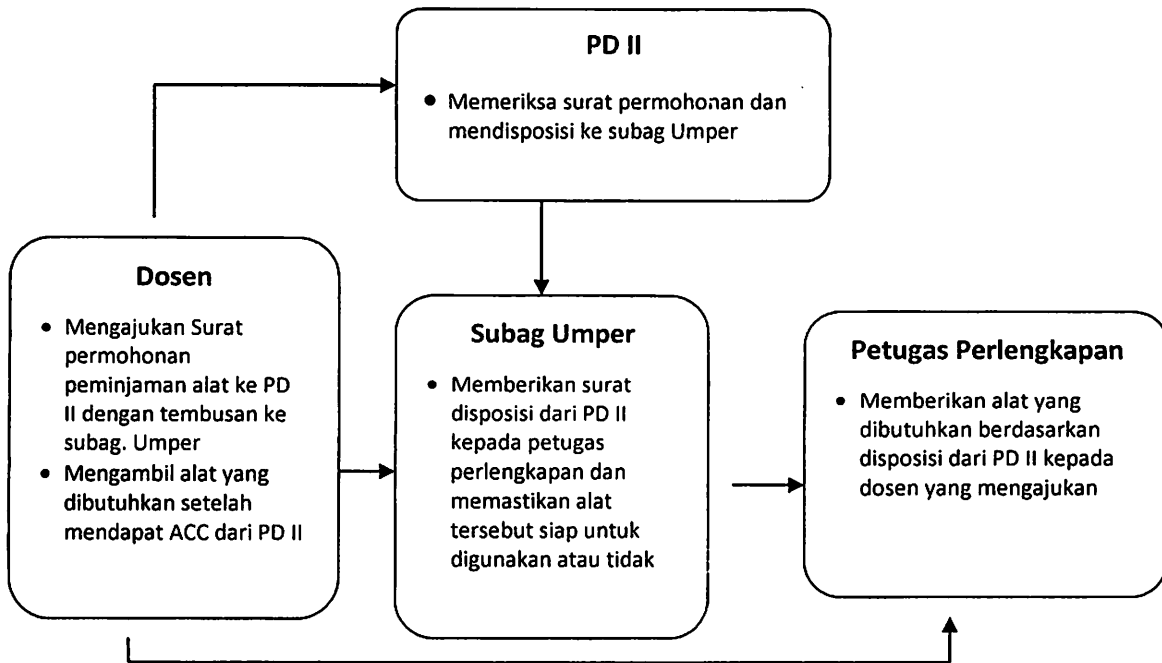 PD II
• Memeriksa surat permohonan dan
mendisposisi ke subag Umper
Dosen
• Mengajukan Surat
permohonan
peminjaman alat ke PD
II dengan tembusan ke
subag. Umper
• Mengambil alat yang
dibutuhkan setelah
mendapat ACC dari PD II
Subag Umper
• Memberikan surat
disposisi dari PD II
kepada petugas
perlengkapan dan
memastikan alat
tersebut siap untuk
digunakan atau tidak
Petugas Perlengkapan
• Memberikan alat yang
dibutuhkan berdasarkan
disposisi dari PD II kepada
dosen yang mengajukan